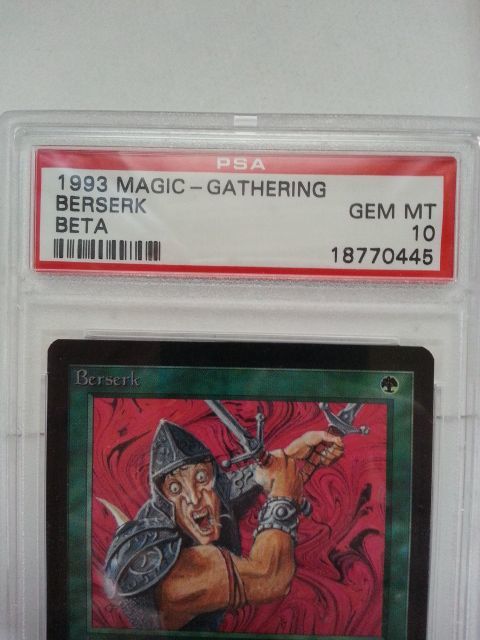 PSA
1993 MAGIC-GATHERING
BERSERK
GEM MT
BETA
10
18770445
Berserk